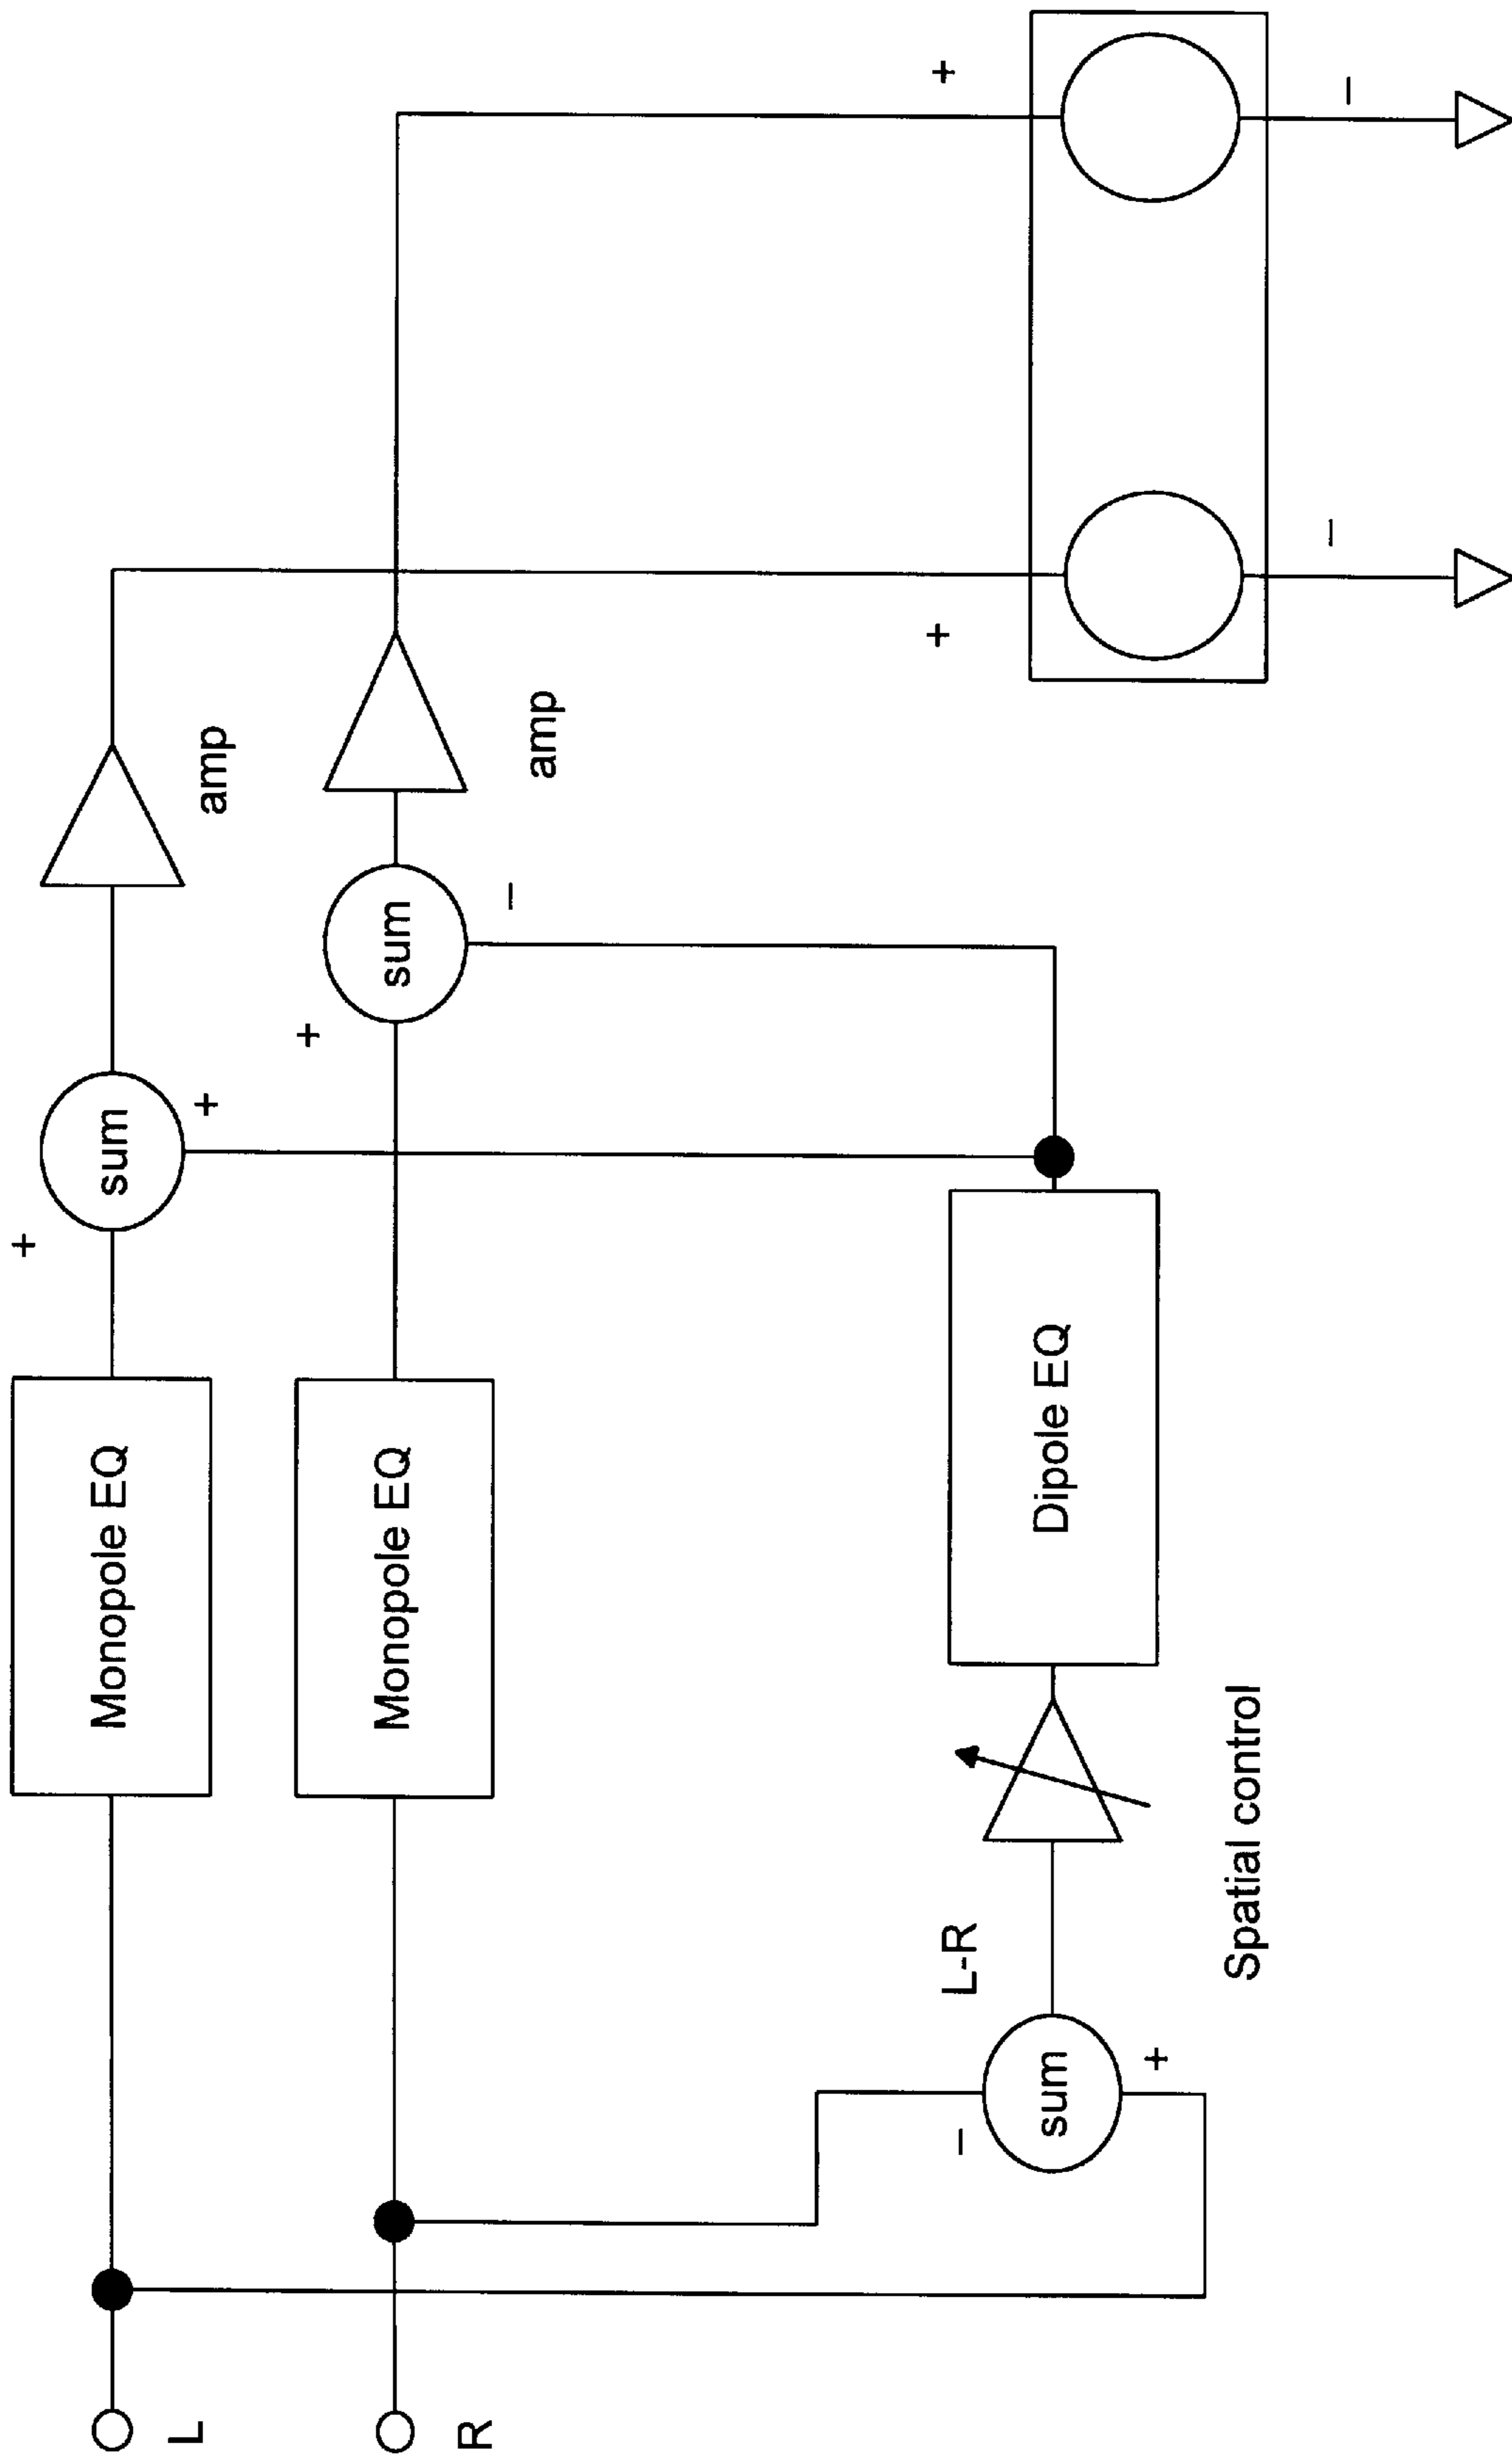 +
Monopole EQ
sum
+
amp
L
+
Monopole EQ
sum
−
amp
R
+
+
−
L-R
sum
Dipole EQ
+
Spatial control
−
−